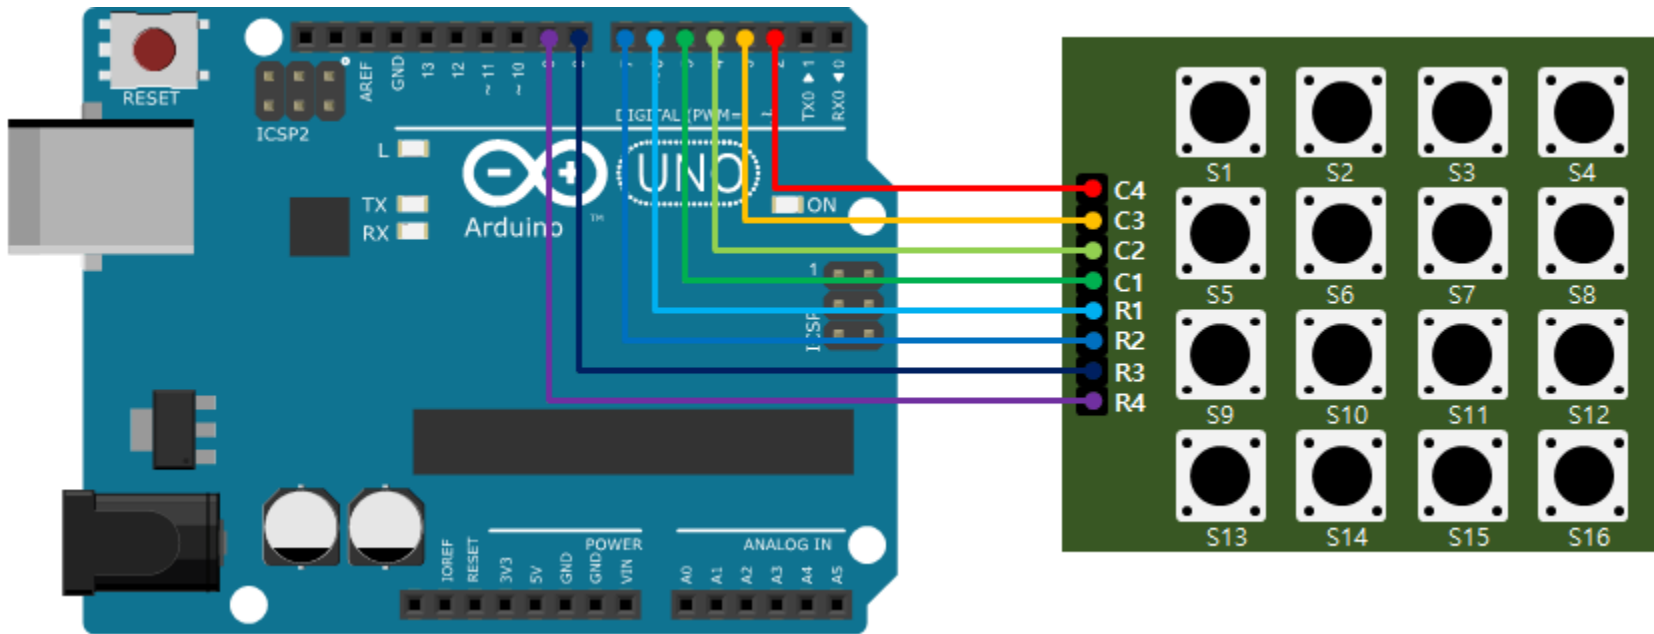 RESET
ICSP2
AREF
GND
13
12
~11
~10
TX0 ▶ 1
RX0 ◀ 0
DIGITAL (PWM=
L
TX
RX
UNO
Arduino
™
ON
1
POWER
ANALOG IN
IOREF
RESET
3V3
5V
GND
GND
VIN
A0
A1
A2
A3
A4
A5
C4
C3
C2
C1
R1
R2
R3
R4
S1 S2 S3 S4
S5 S6 S7 S8
S9 S10 S11 S12
S13 S14 S15 S16